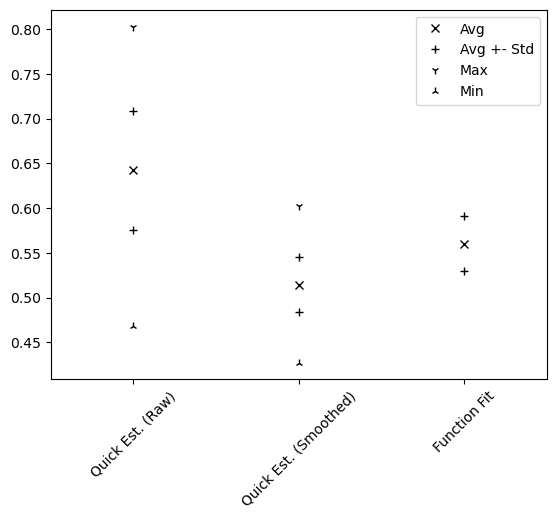 0.80
0.75
0.70
0.65
0.60
0.55
0.50
0.45
Avg
Avg +- Std
Max
Min
Quick Est. (Raw)
Quick Est. (Smoothed)
Function Fit